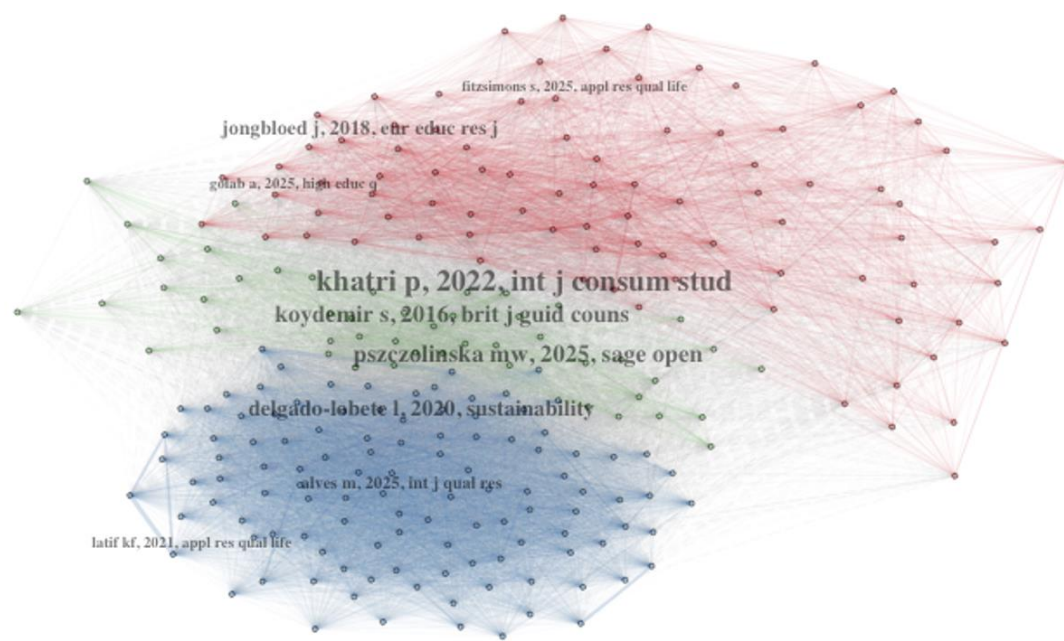 fitzsimons s, 2025, appl res qual life
jongbloed j, 2018, eur educ res j
golab a, 2025, high educ q
khatri p, 2022, int j consum stud
koydemir s, 2016, brit j guid couns
pszczolinska mw, 2025, sage open
delgado-lobete l, 2020, sustainability
alves m, 2025, int j qual res
latif kf, 2021, appl res qual life